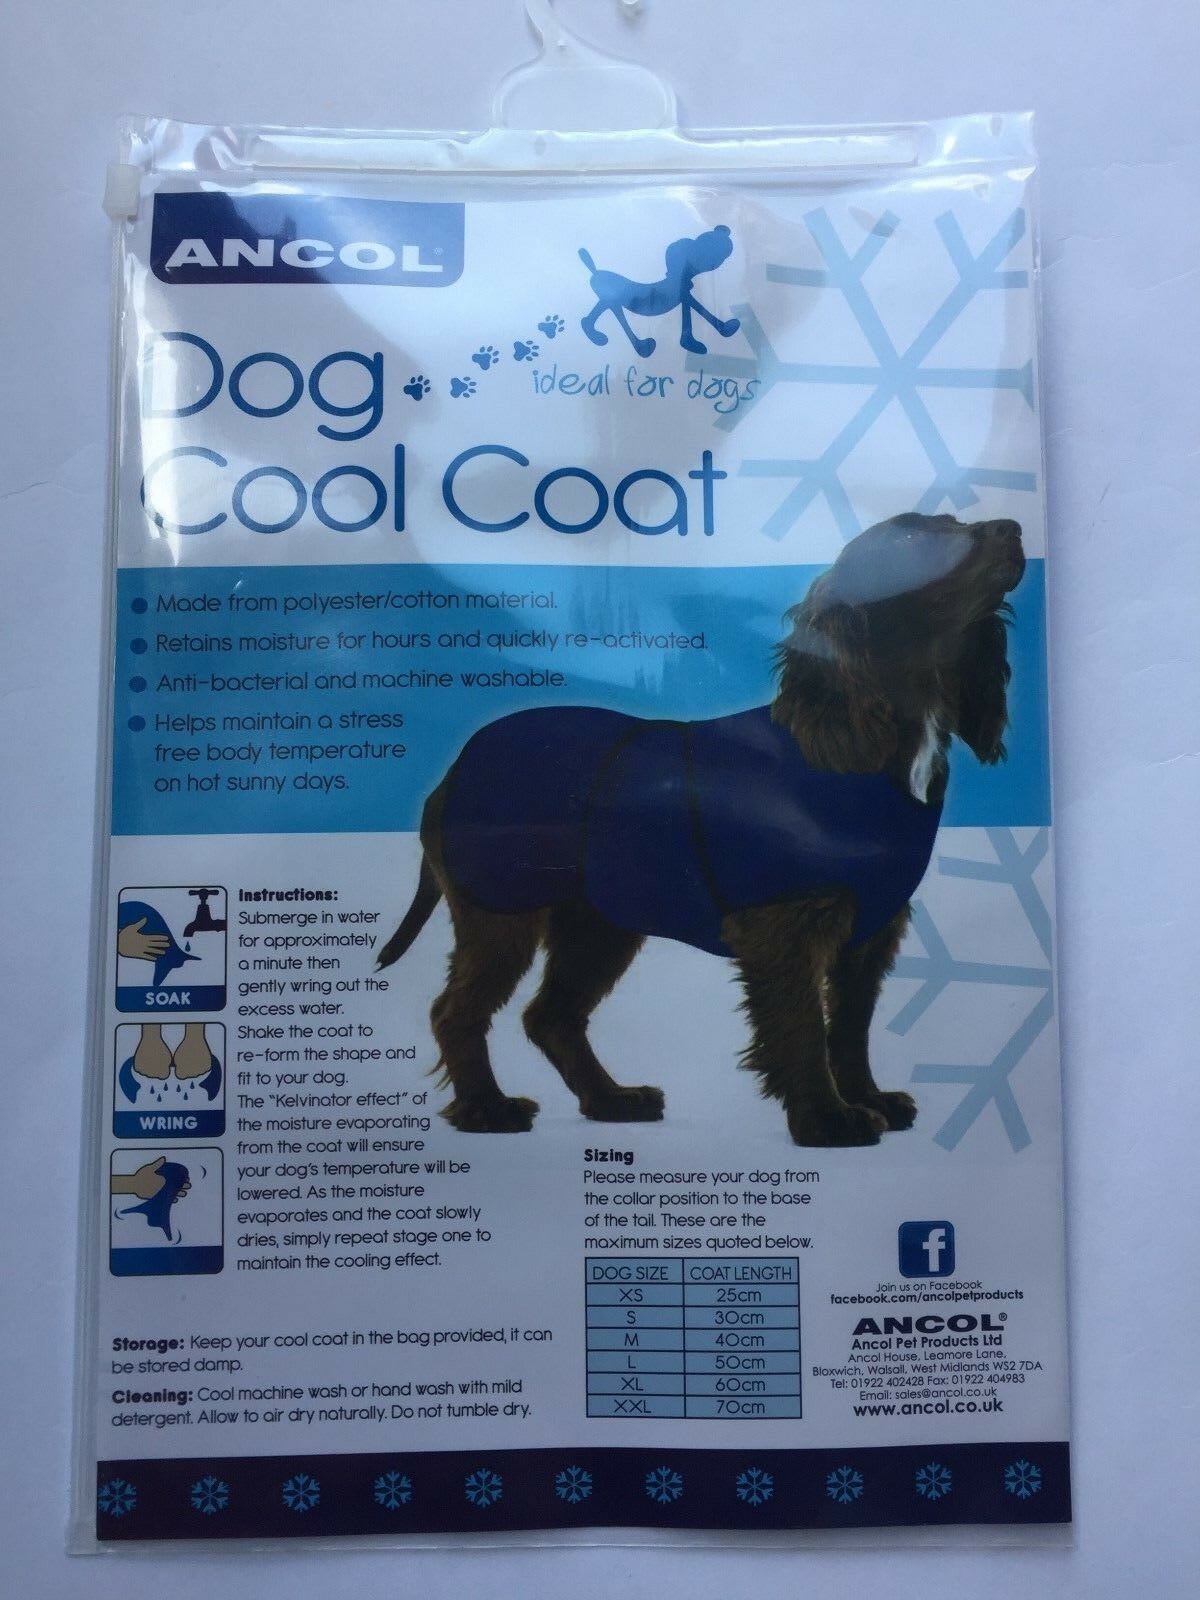 ANCOL®
Dog
ideal for dogs
Cool Coat
Made from polyester/cotton material.
Retains moisture for hours and quickly re-activated.
Anti-bacterial and machine washable.
Helps maintain a stress
free body temperature
on hot sunny days.
SOAK
WRING
Instructions:
Submerge in water
for approximately
a minute then
gently wring out the
excess water.
Shake the coat to
re-form the shape and
fit to your dog.
The "Kelvinator effect" of
the moisture evaporating
from the coat will ensure
your dog's temperature will be
lowered. As the moisture
evaporates and the coat slowly
dries, simply repeat stage one to
maintain the cooling effect.
Storage: Keep your cool coat in the bag provided, it can
be stored damp.
Cleaning: Cool machine wash or hand wash with mild
detergent. Allow to air dry naturally. Do not tumble dry.
Sizing
Please measure your dog from
the collar position to the base
of the tail. These are the
maximum sizes quoted below.
DOG SIZE COAT LENGTH
XS 25cm
S 30cm
M 40cm
L 50cm
XL 60cm
XXL 70cm
f
Join us on Facebook
facebook.com/ancolpetproducts
ANCOL®
Ancol Pet Products Ltd
Ancol House, Leamore Lane,
Bloxwich, Walsall, West Midlands WS2 7DA
Tel: 01922 402428 Fax: 01922 404983
Email: sales@ancol.co.uk
www.ancol.co.uk